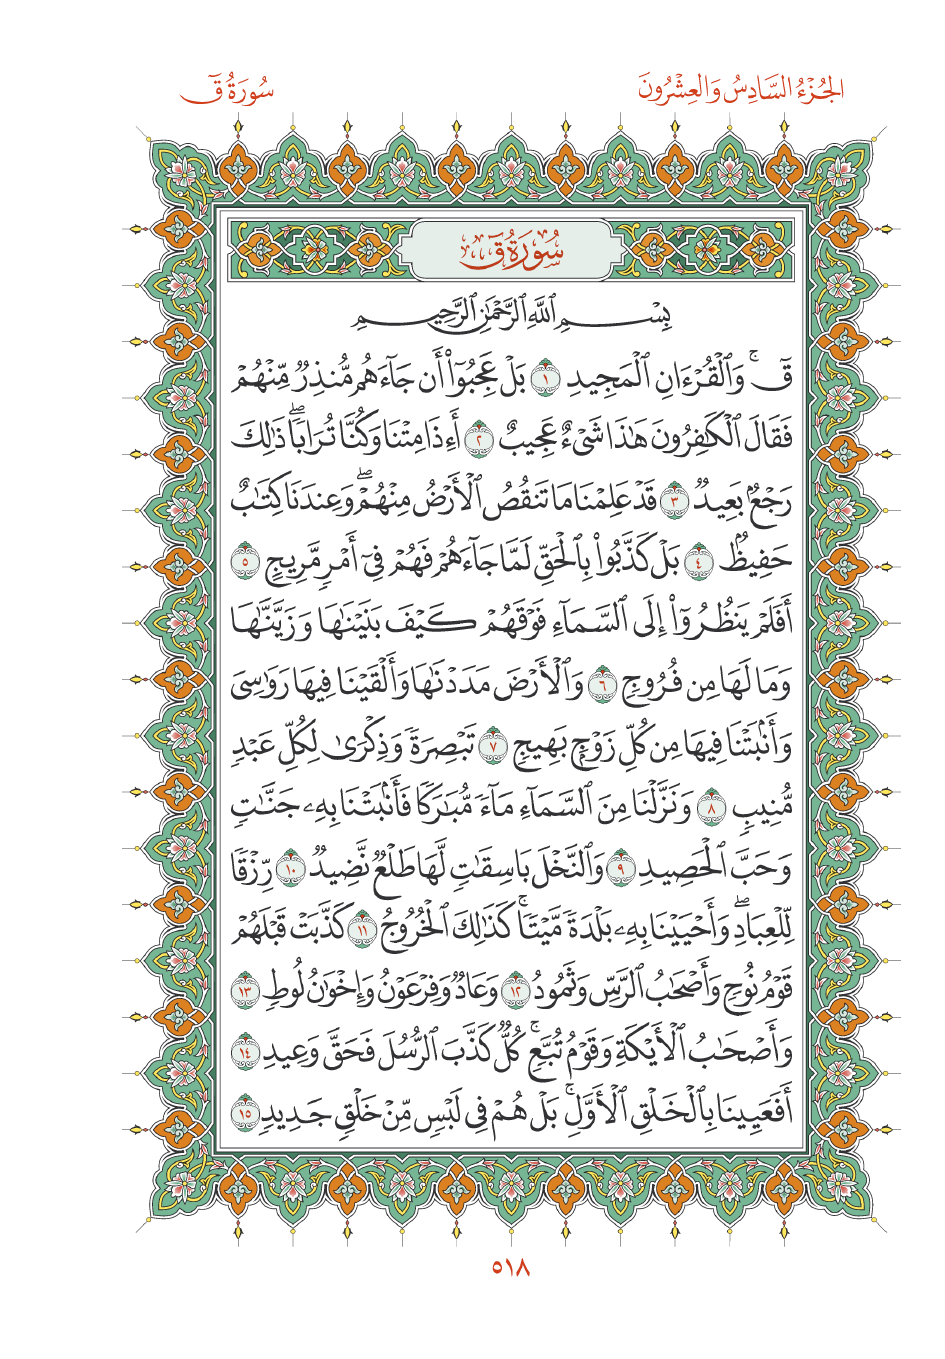 الجُزْءُ السَّادِسُ وَالعِشْرُونَ
سُورَةُ قٓ
سُورَةُ قٓ
بِسْمِ ٱللَّهِ ٱلرَّحْمَٰنِ ٱلرَّحِيمِ
قٓۚ وَٱلْقُرْءَانِ ٱلْمَجِيدِ ١ بَلْ عَجِبُوٓا۟ أَن جَآءَهُم مُّنذِرٌ مِّنْهُمْ
فَقَالَ ٱلْكَٰفِرُونَ هَٰذَا شَىْءٌ عَجِيبٌ ٢ أَءِذَا مِتْنَا وَكُنَّا تُرَابًاۖ ذَٰلِكَ
رَجْعٌۢ بَعِيدٌ ٣ قَدْ عَلِمْنَا مَا تَنقُصُ ٱلْأَرْضُ مِنْهُمْۖ وَعِندَنَا كِتَٰبٌ
حَفِيظٌۢ ٤ بَلْ كَذَّبُوا۟ بِٱلْحَقِّ لَمَّا جَآءَهُمْ فَهُمْ فِىٓ أَمْرٍ مَّرِيجٍ ٥
أَفَلَمْ يَنظُرُوٓا۟ إِلَى ٱلسَّمَآءِ فَوْقَهُمْ كَيْفَ بَنَيْنَٰهَا وَزَيَّنَّٰهَا
وَمَا لَهَا مِن فُرُوجٍ ٦ وَٱلْأَرْضَ مَدَدْنَٰهَا وَأَلْقَيْنَا فِيهَا رَوَٰسِىَ
وَأَنۢبَتْنَا فِيهَا مِن كُلِّ زَوْجٍۭ بَهِيجٍ ٧ تَبْصِرَةً وَذِكْرَىٰ لِكُلِّ عَبْدٍ
مُّنِيبٍ ٨ وَنَزَّلْنَا مِنَ ٱلسَّمَآءِ مَآءً مُّبَٰرَكًا فَأَنۢبَتْنَا بِهِۦ جَنَّٰتٍ
وَحَبَّ ٱلْحَصِيدِ ٩ وَٱلنَّخْلَ بَاسِقَٰتٍ لَّهَا طَلْعٌ نَّضِيدٌ ١٠ رِّزْقًا
لِّلْعِبَادِۖ وَأَحْيَيْنَا بِهِۦ بَلْدَةً مَّيْتًاۚ كَذَٰلِكَ ٱلْخُرُوجُ ١١ كَذَّبَتْ قَبْلَهُمْ
قَوْمُ نُوحٍ وَأَصْحَٰبُ ٱلرَّسِّ وَثَمُودُ ١٢ وَعَادٌ وَفِرْعَوْنُ وَإِخْوَٰنُ لُوطٍ ١٣
وَأَصْحَٰبُ ٱلْأَيْكَةِ وَقَوْمُ تُبَّعٍۚ كُلٌّ كَذَّبَ ٱلرُّسُلَ فَحَقَّ وَعِيدِ ١٤
أَفَعَيِينَا بِٱلْخَلْقِ ٱلْأَوَّلِۚ بَلْ هُمْ فِى لَبْسٍ مِّنْ خَلْقٍ جَدِيدٍ ١٥
٥١٨